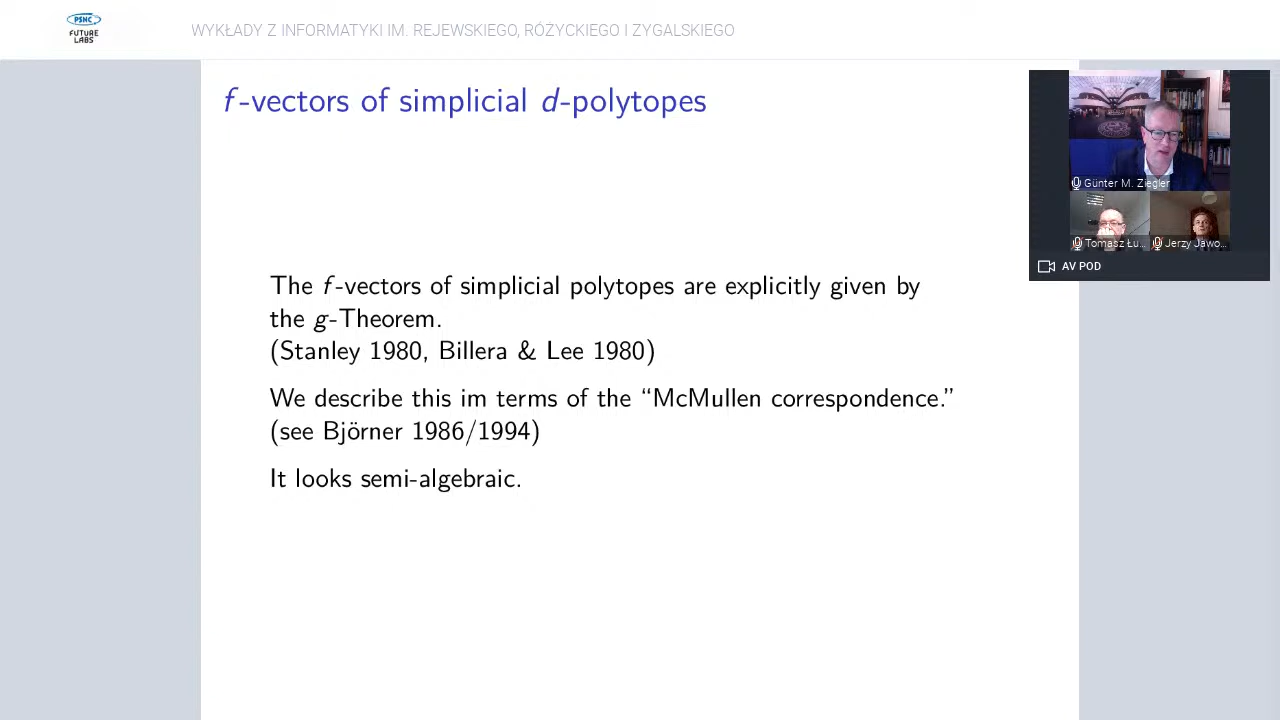 PSNC
FUTURE
LABS
WYKŁADY Z INFORMATYKI IM. REJEWSKIEGO, RÓŻYCKIEGO I ZYGALSKIEGO
f-vectors of simplicial d-polytopes
Günter M. Ziegler
Tomasz Łu... Jerzy Jawo...
AV POD
The f-vectors of simplicial polytopes are explicitly given by
the g-Theorem.
(Stanley 1980, Billera & Lee 1980)
We describe this im terms of the “McMullen correspondence.”
(see Björner 1986/1994)
It looks semi-algebraic.